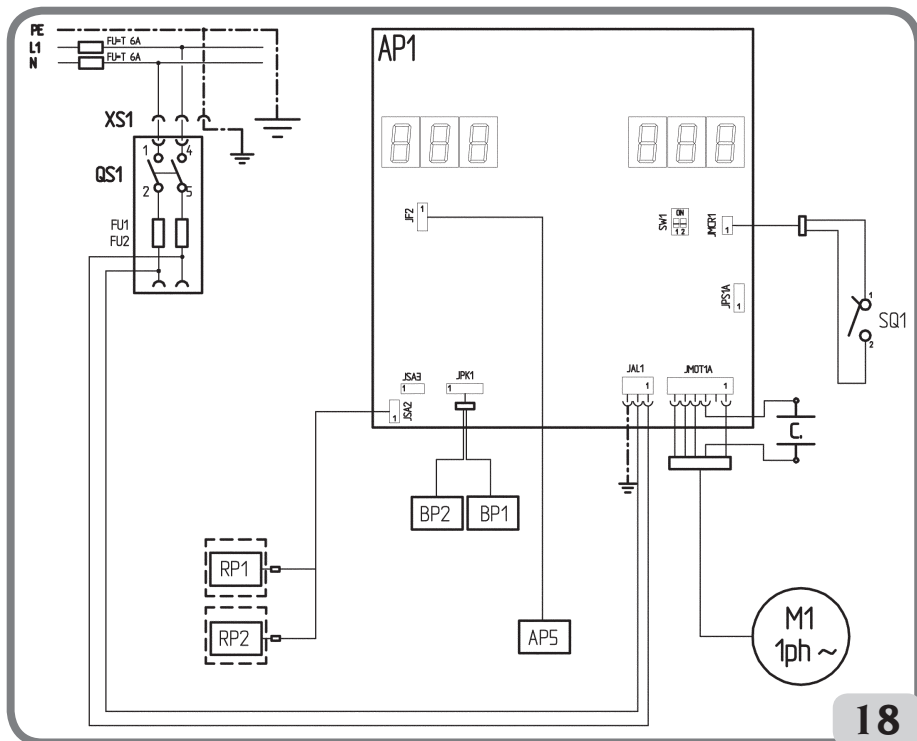 PE
L1 FU=T 6A
N FU=T 6A
XS1
1 4
QS1
2 5
FU1
FU2
AP1
888 888
JF2 1
SW1 ON 1 2
JMCR1 1
JPS1A 1
1
SQ1
2
JSA3 1
JPK1 1
JSA2 1
JAL1 1
JMOT1A 1
C.
BP2 BP1
RP1
RP2
AP5
M1
1ph ~
18